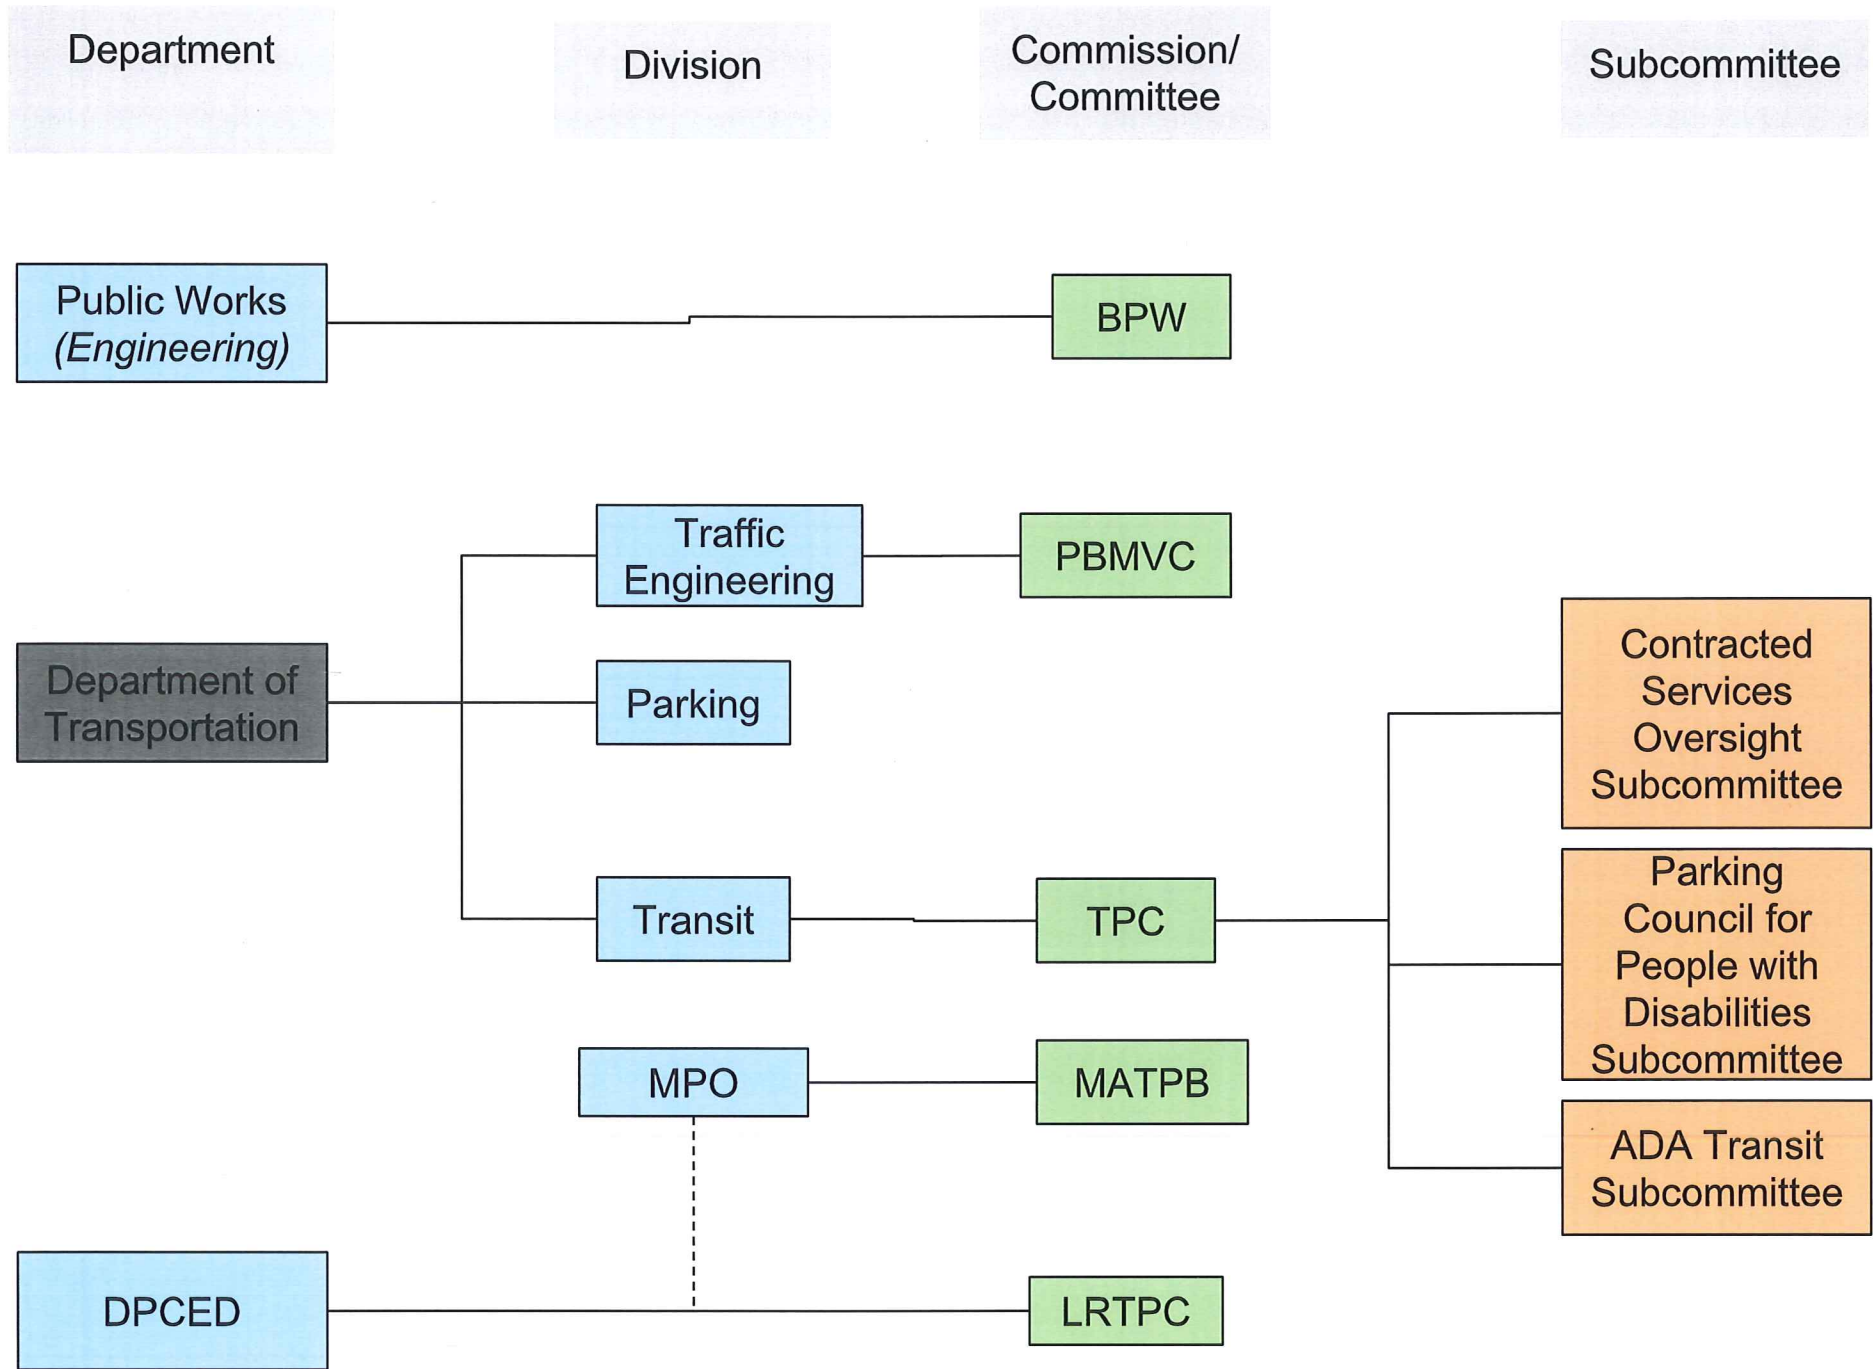 Department
Division
Commission/
Committee
Subcommittee
Public Works
(Engineering)
BPW
Traffic
Engineering
PBMVC
Department of
Transportation
Parking
Transit
TPC
Contracted
Services
Oversight
Subcommittee
Parking
Council for
People with
Disabilities
Subcommittee
ADA Transit
Subcommittee
MPO
MATPB
DPCED
LRTPC